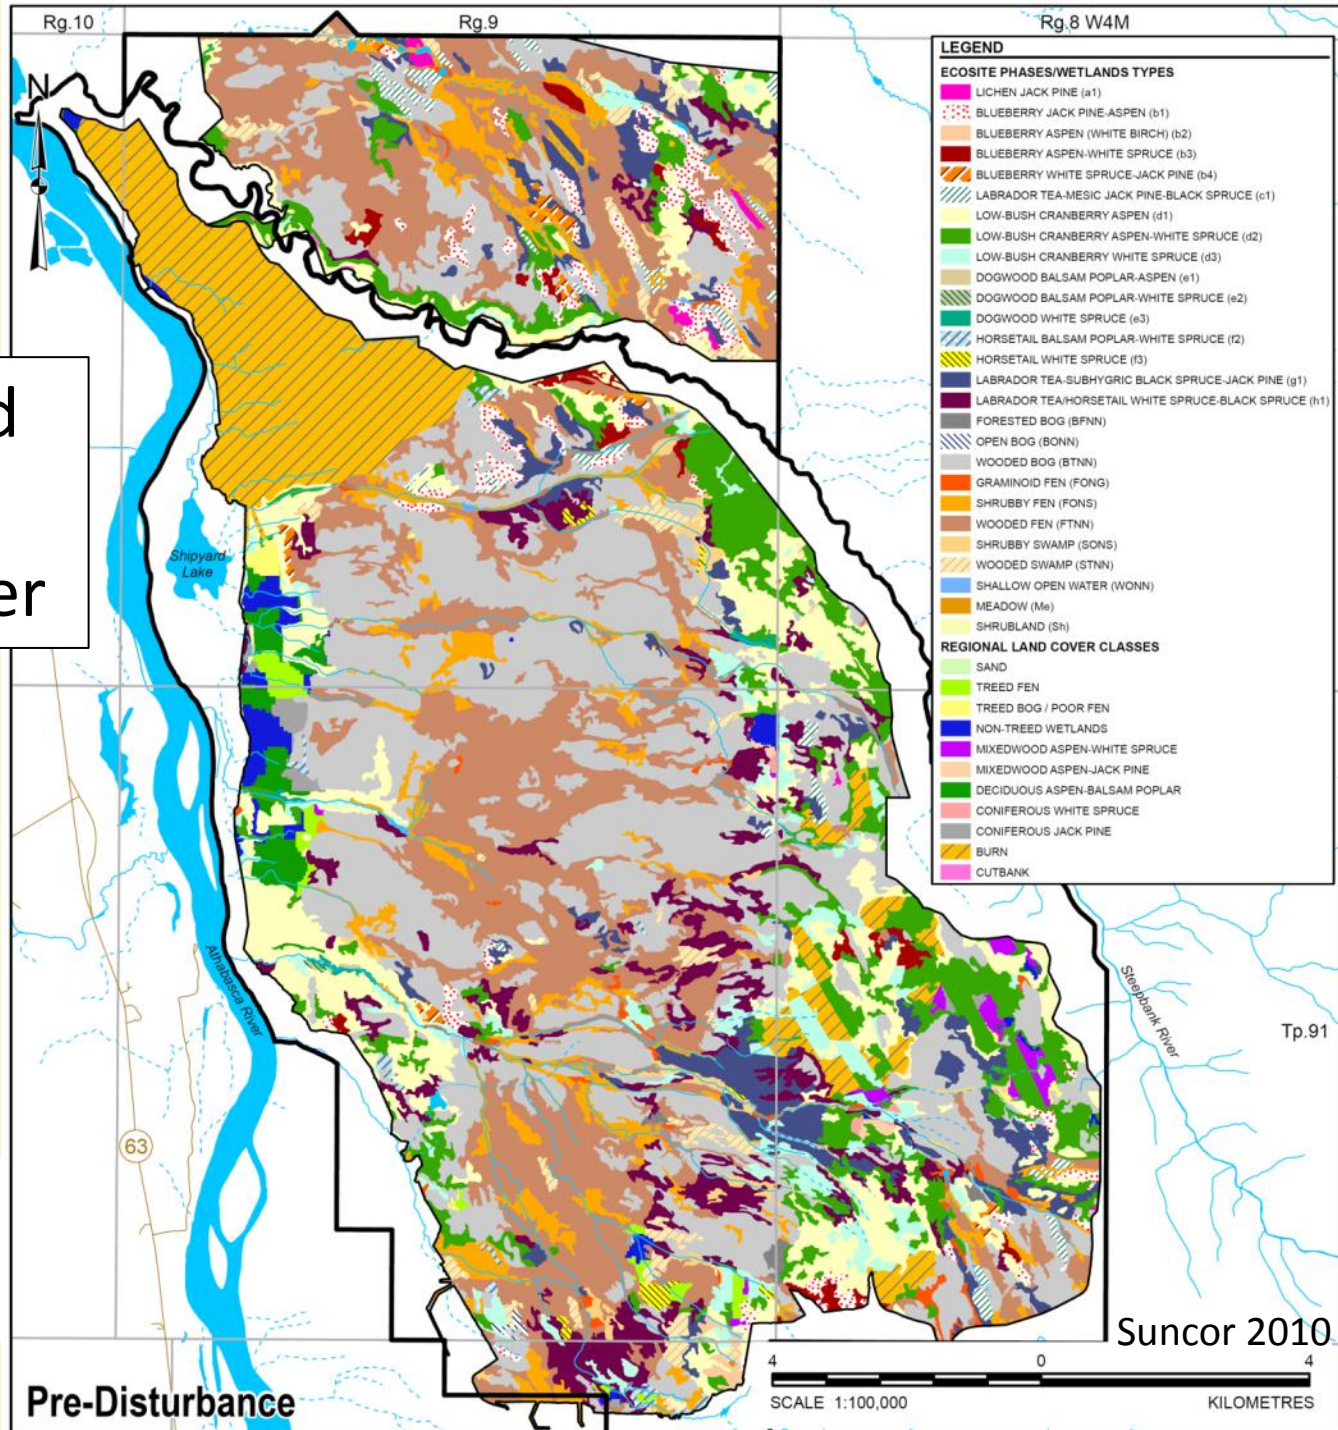 Rg.10
Rg.9
Rg.8 W4M
N
d
er
LEGEND
ECOSITE PHASES/WETLANDS TYPES
LICHEN JACK PINE (a1)
BLUEBERRY JACK PINE-ASPEN (b1)
BLUEBERRY ASPEN (WHITE BIRCH) (b2)
BLUEBERRY ASPEN-WHITE SPRUCE (b3)
BLUEBERRY WHITE SPRUCE-JACK PINE (b4)
LABRADOR TEA-MESIC JACK PINE-BLACK SPRUCE (c1)
LOW-BUSH CRANBERRY ASPEN (d1)
LOW-BUSH CRANBERRY ASPEN-WHITE SPRUCE (d2)
LOW-BUSH CRANBERRY WHITE SPRUCE (d3)
DOGWOOD BALSAM POPLAR-ASPEN (e1)
DOGWOOD BALSAM POPLAR-WHITE SPRUCE (e2)
DOGWOOD WHITE SPRUCE (e3)
HORSETAIL BALSAM POPLAR-WHITE SPRUCE (f2)
HORSETAIL WHITE SPRUCE (f3)
LABRADOR TEA-SUBHYGRIC BLACK SPRUCE-JACK PINE (g1)
LABRADOR TEA/HORSETAIL WHITE SPRUCE-BLACK SPRUCE (h1)
FORESTED BOG (BFNN)
OPEN BOG (BONN)
WOODED BOG (BTNN)
GRAMINOID FEN (FONG)
SHRUBBY FEN (FONS)
WOODED FEN (FTNN)
SHRUBBY SWAMP (SONS)
WOODED SWAMP (STNN)
SHALLOW OPEN WATER (WONN)
MEADOW (Me)
SHRUBLAND (Sh)
REGIONAL LAND COVER CLASSES
SAND
TREED FEN
TREED BOG / POOR FEN
NON-TREED WETLANDS
MIXEDWOOD ASPEN-WHITE SPRUCE
MIXEDWOOD ASPEN-JACK PINE
DECIDUOUS ASPEN-BALSAM POPLAR
CONIFEROUS WHITE SPRUCE
CONIFEROUS JACK PINE
BURN
CUTBANK
Shipyard
Lake
Athabasca River
Steepbank River
Tp.91
63
Suncor 2010
4 0 4
SCALE 1:100,000 KILOMETRES
Pre-Disturbance